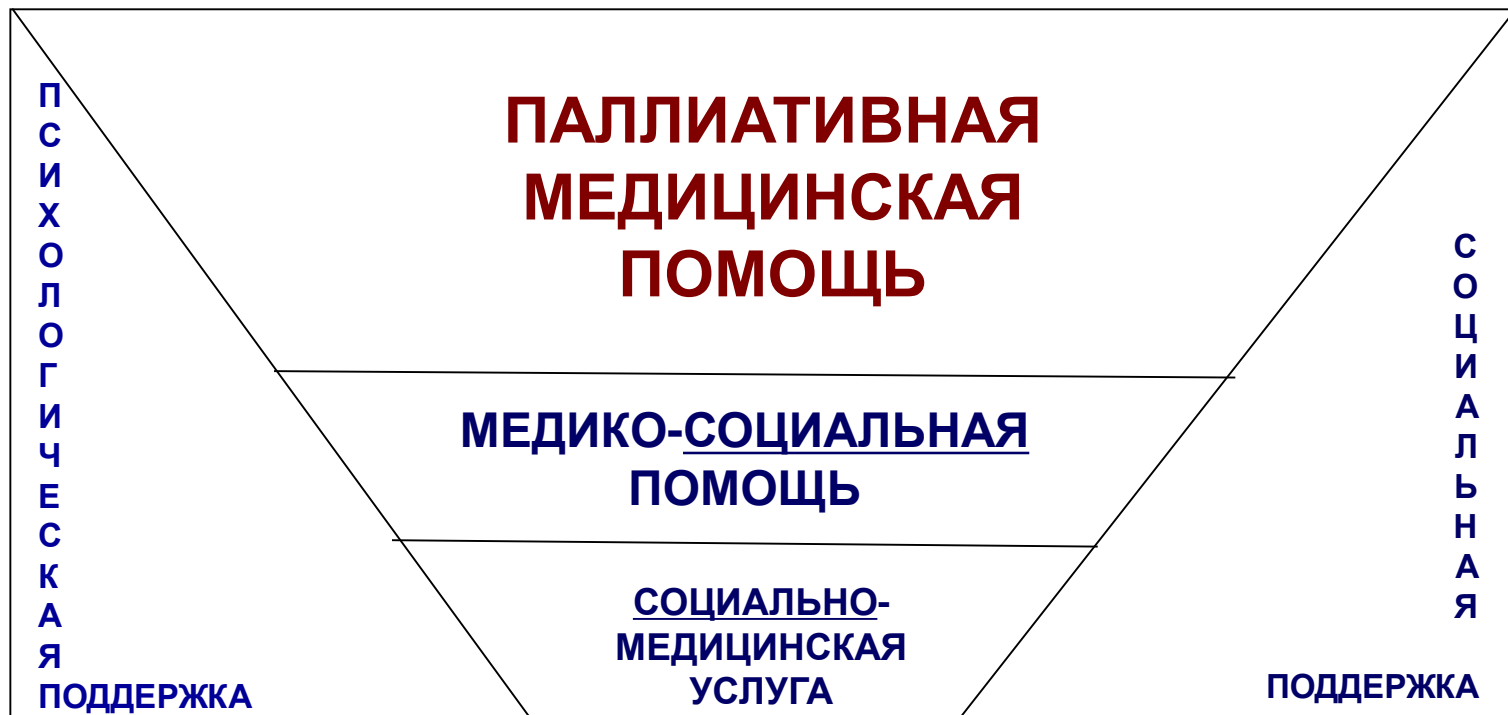 ПСИХОЛОГИЧЕСКАЯ
ПОДДЕРЖКА
ПАЛЛИАТИВНАЯ
МЕДИЦИНСКАЯ
ПОМОЩЬ
МЕДИКО-СОЦИАЛЬНАЯ
ПОМОЩЬ
СОЦИАЛЬНО-
МЕДИЦИНСКАЯ
УСЛУГА
СОЦИАЛЬНАЯ
ПОДДЕРЖКА